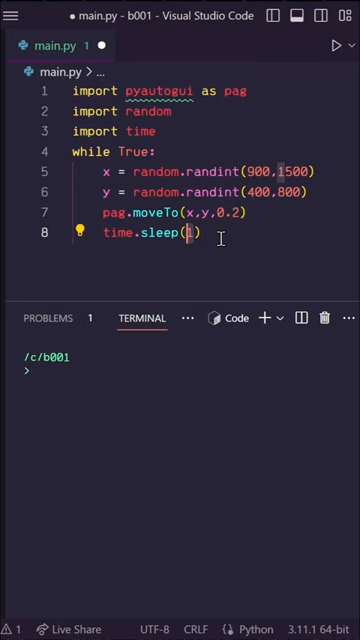 main.py - b001 - Visual Studio Code
main.py 1
main.py > ...
1 import pyautogui as pag
2 import random
3 import time
4 while True:
5 x = random.randint(900,1500)
6 y = random.randint(400,800)
7 pag.moveTo(x,y,0.2)
8 time.sleep(1)
PROBLEMS 1 TERMINAL Code
/c/b001
>
1 Live Share UTF-8 CRLF Python 3.11.1 64-bit